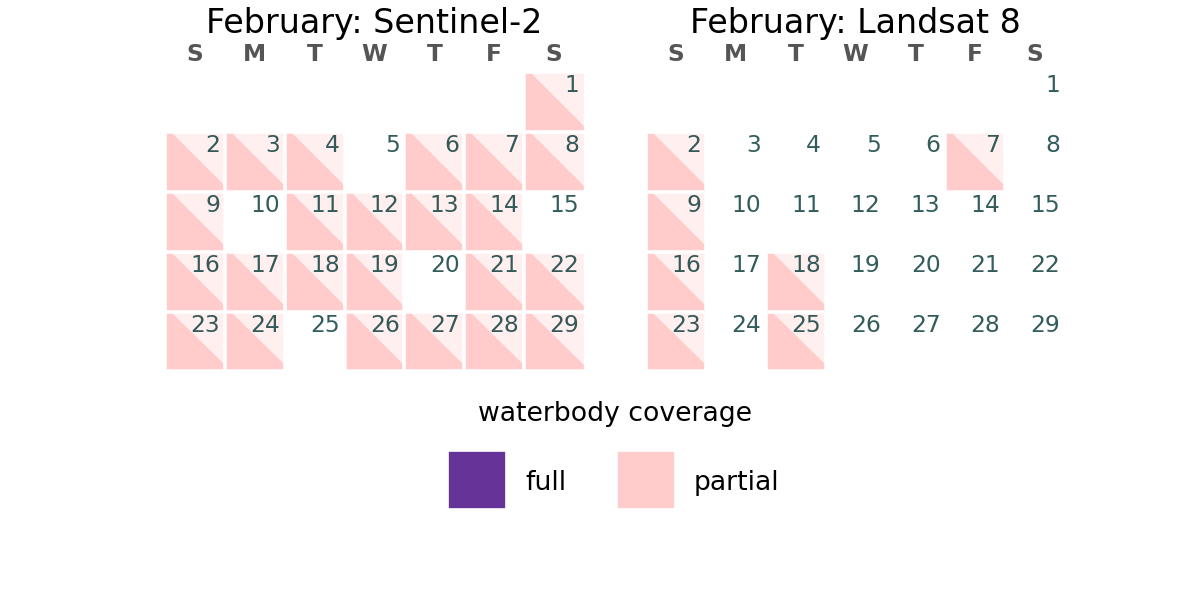 February: Sentinel-2
S M T W T F S
1
2 3 4 5 6 7 8
9 10 11 12 13 14 15
16 17 18 19 20 21 22
23 24 25 26 27 28 29
February: Landsat 8
S M T W T F S
1
2 3 4 5 6 7 8
9 10 11 12 13 14 15
16 17 18 19 20 21 22
23 24 25 26 27 28 29
waterbody coverage
full partial